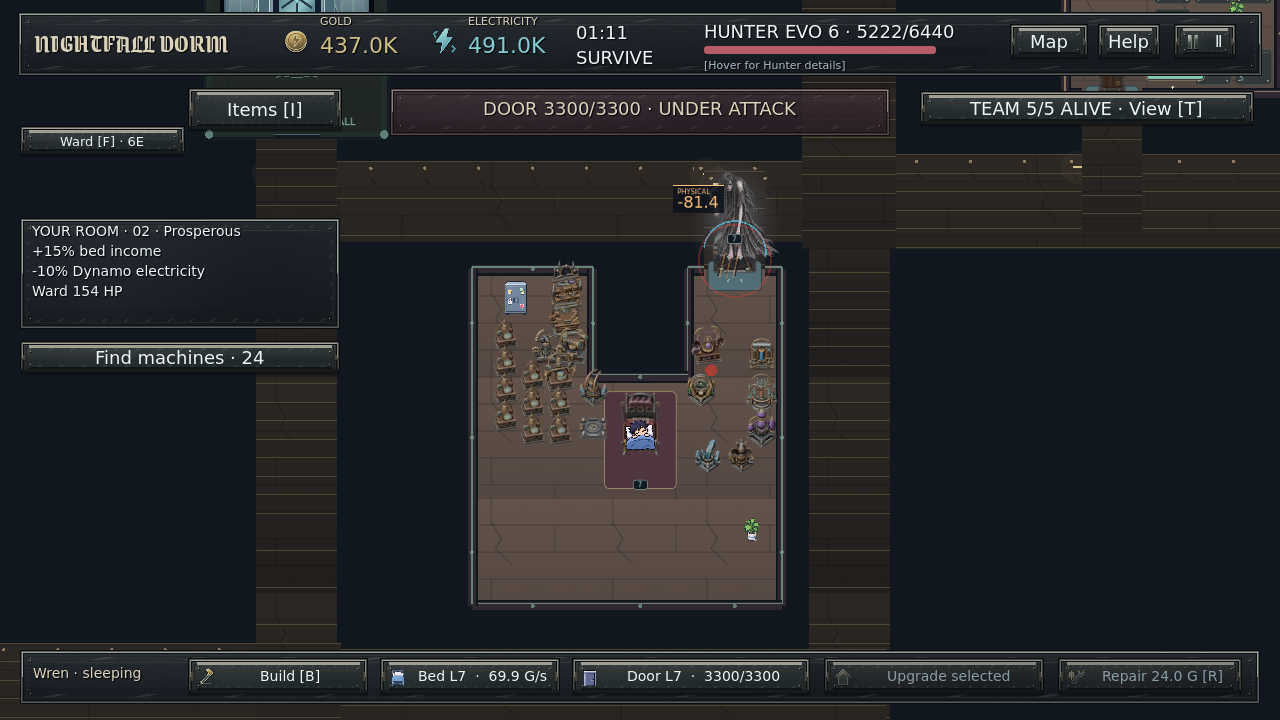 NIGHTFALL DORM
GOLD
437.0K
ELECTRICITY
491.0K
01:11
SURVIVE
HUNTER EVO 6 · 5222/6440
[Hover for Hunter details]
Map
Help
II
Items [I]
DOOR 3300/3300 · UNDER ATTACK
TEAM 5/5 ALIVE · View [T]
Ward [F] · 6E
PHYSICAL
-81.4
YOUR ROOM · 02 · Prosperous
+15% bed income
-10% Dynamo electricity
Ward 154 HP
Find machines · 24
7
7
Wren · sleeping
Build [B]
Bed L7 · 69.9 G/s
Door L7 · 3300/3300
Upgrade selected
Repair 24.0 G [R]